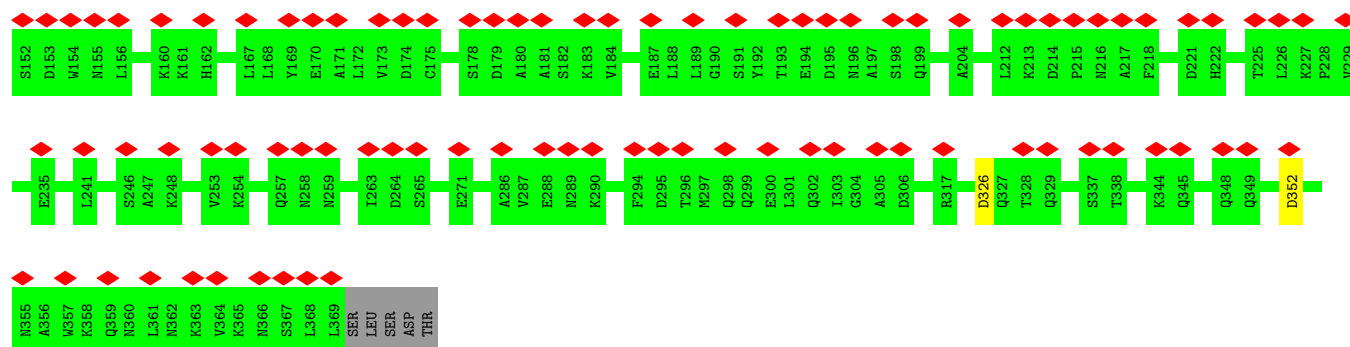 S152 D153 W154 N155 L156 K160 K161 H162 L167 L168 Y169 E170 A171 L172 V173 D174 C175 S178 D179 A180 A181 S182 K183 V184 E187 L188 L189 G190 S191 Y192 T193 E194 D195 N196 A197 S198 Q199 A204 L212 K213 D214 P215 N216 A217 F218 D221 H222 T225 L226 K227 P228 V229
E235 L241 S246 A247 K248 V253 K254 Q257 N258 N259 I263 D264 S265 E271 A286 V287 E288 N289 K290 F294 D295 T296 M297 Q298 Q299 E300 L301 Q302 I303 G304 A305 D306 R317 D326 Q327 T328 Q329 S337 T338 K344 Q345 Q348 Q349 D352
N355 A356 W357 K358 Q359 N360 L361 N362 K363 V364 K365 N366 S367 L368 L369 SER LEU SER ASP THR